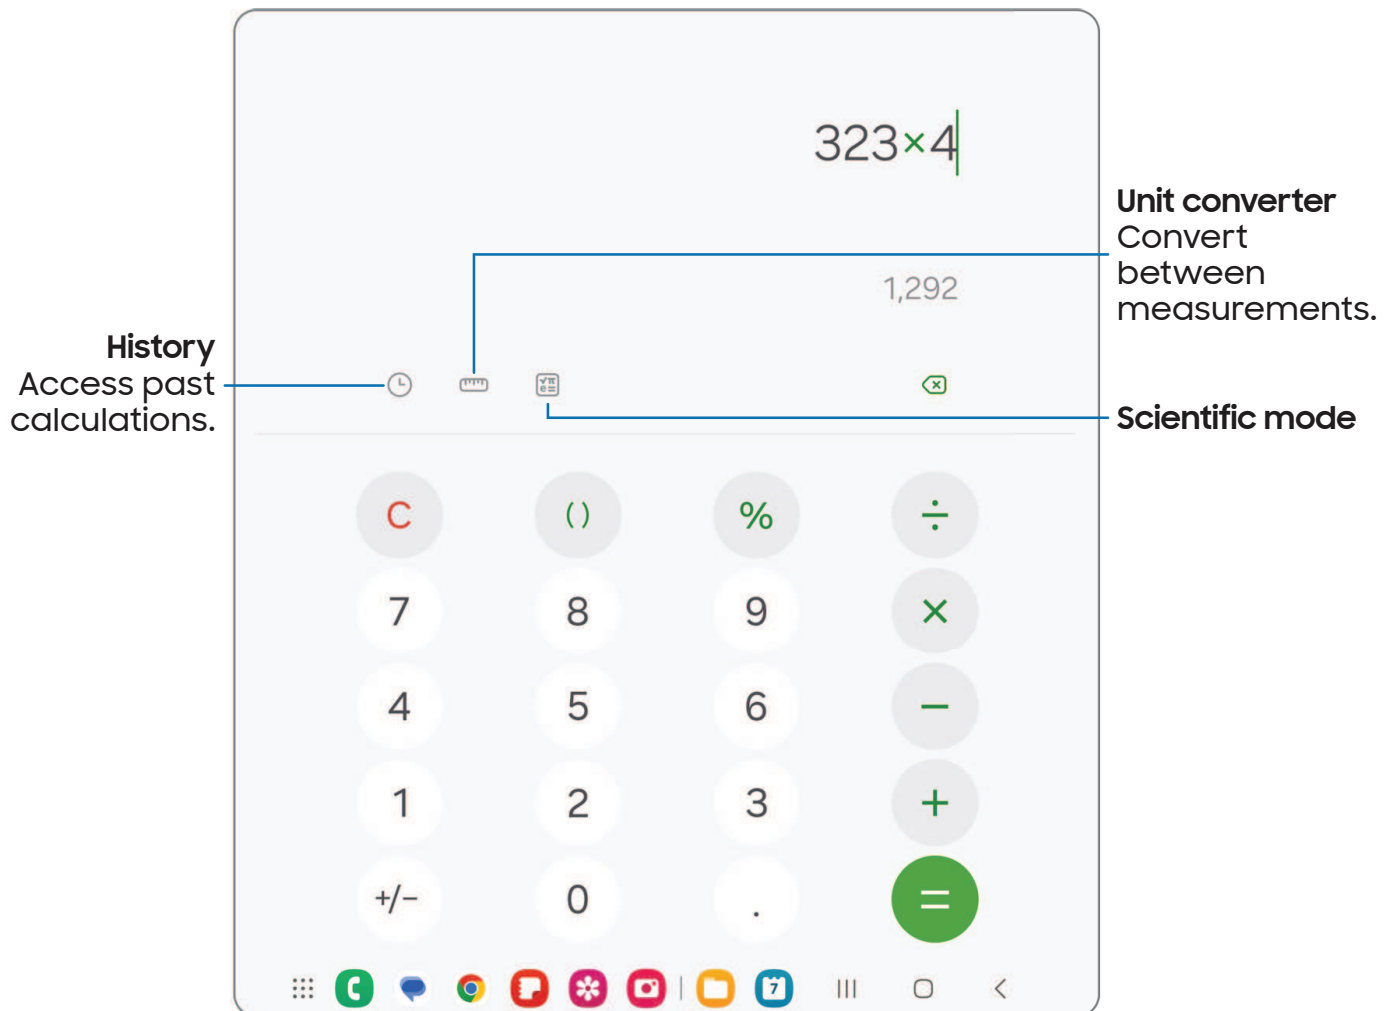 323×4
Unit converter
Convert
between
measurements.
1,292
History
Access past
calculations.
√π
e=
Scientific mode
C ( ) % ÷
7 8 9 ×
4 5 6 −
1 2 3 +
+/− 0 . =
7